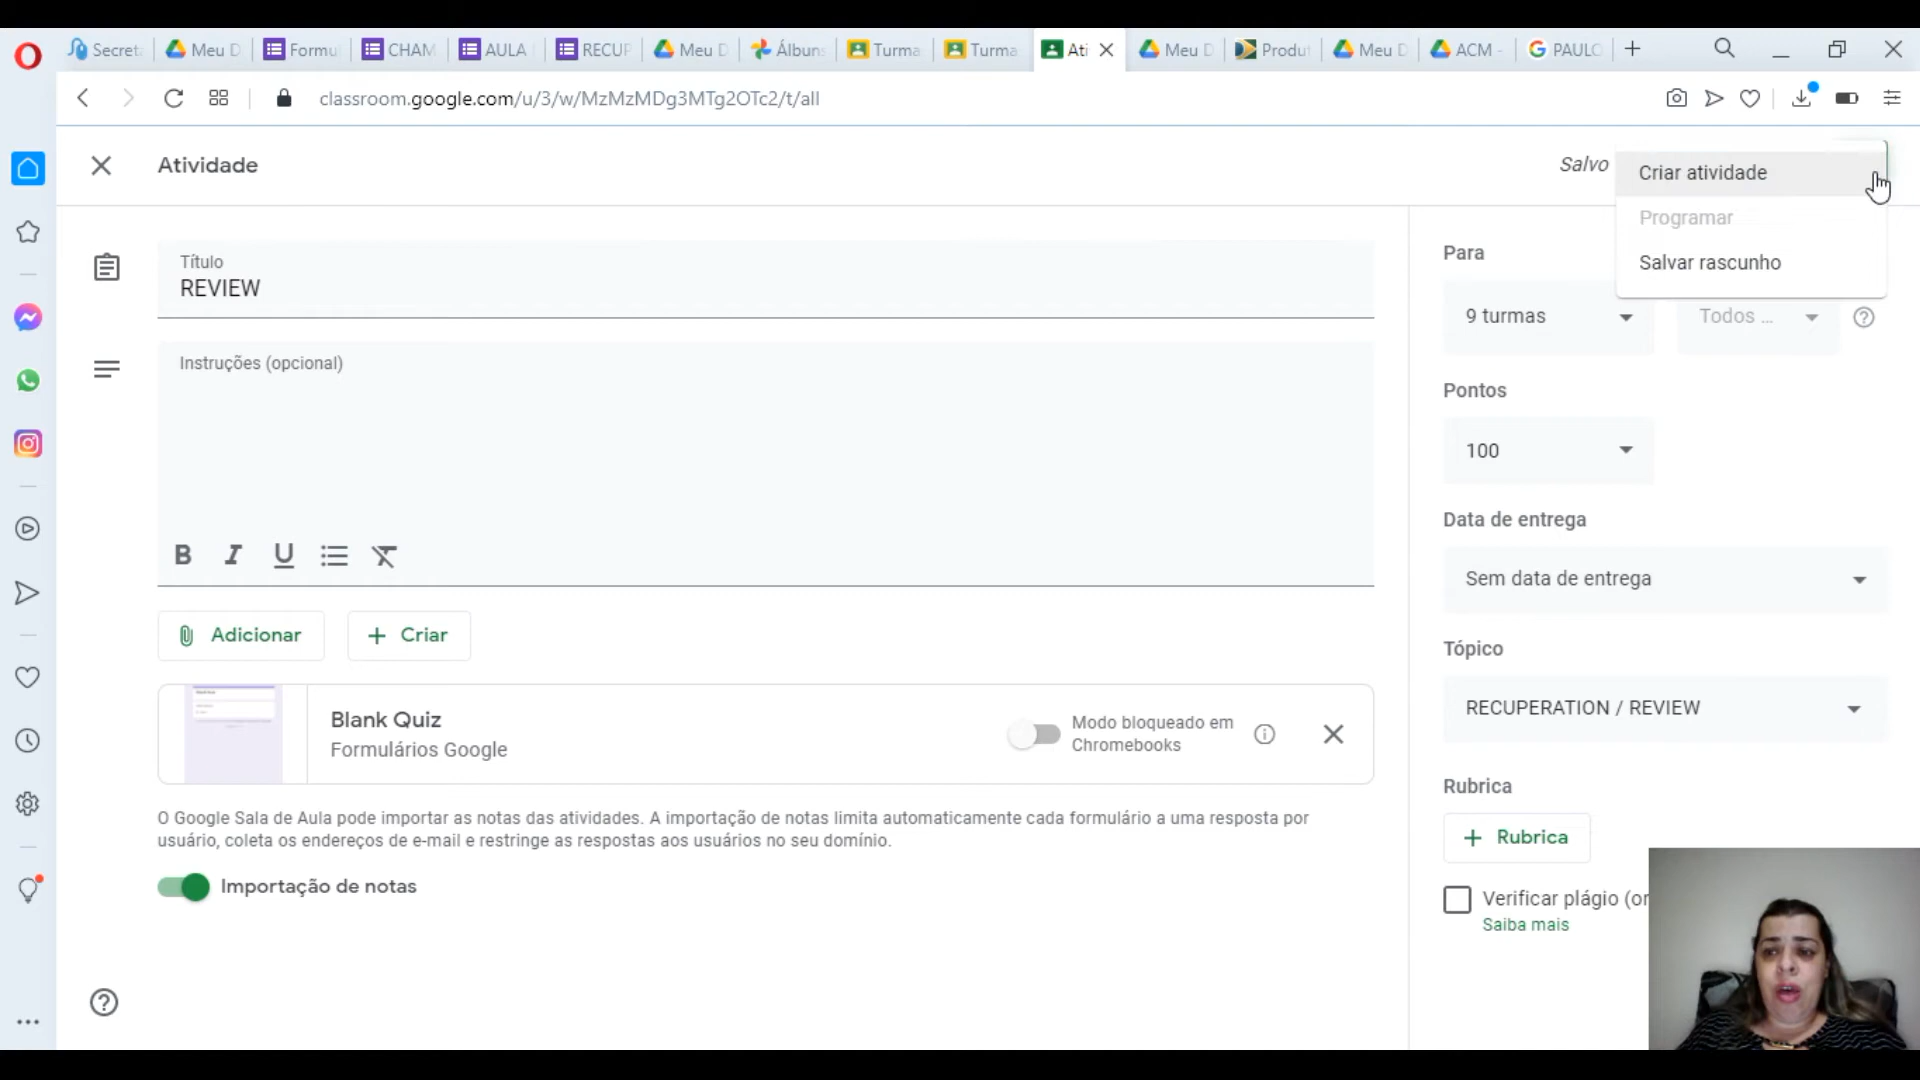 Secret
Meu D
Formu
CHAM
AULA
RECUP
Meu D
Álbuns
Turma
Turma
Ati
Meu D
Produt
Meu D
ACM -
PAULO
classroom.google.com/u/3/w/MzMzMDg3MTg2OTc2/t/all
Atividade
Salvo
Criar atividade
Programar
Salvar rascunho
Título
REVIEW
Instruções (opcional)
Adicionar
Criar
Blank Quiz
Formulários Google
Modo bloqueado em
Chromebooks
O Google Sala de Aula pode importar as notas das atividades. A importação de notas limita automaticamente cada formulário a uma resposta por
usuário, coleta os endereços de e-mail e restringe as respostas aos usuários no seu domínio.
Importação de notas
Para
9 turmas
Todos ...
Pontos
100
Data de entrega
Sem data de entrega
Tópico
RECUPERATION / REVIEW
Rubrica
Rubrica
Verificar plágio (or
Saiba mais